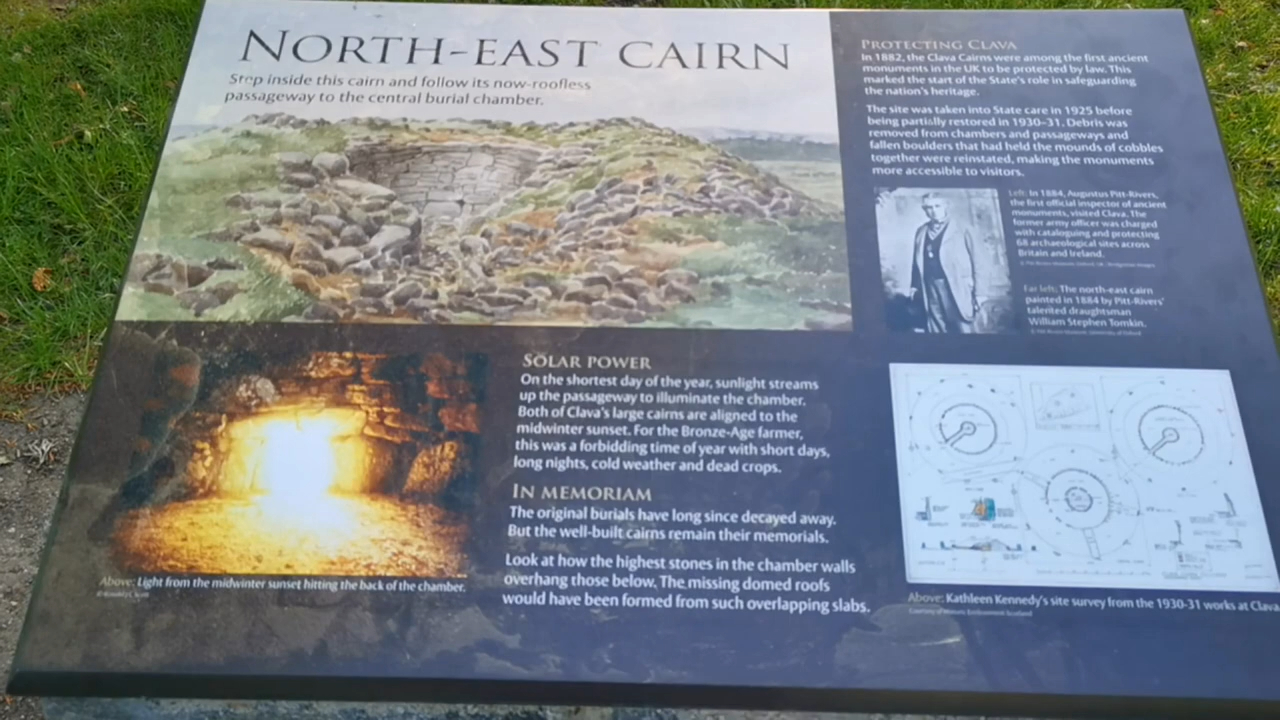 NORTH-EAST CAIRN
Step inside this cairn and follow its now-roofless
passageway to the central burial chamber.
PROTECTING CLAVA
In 1882, the Clava Cairns were among the first ancient
monuments in the UK to be protected by law. This
marked the start of the State's role in safeguarding
the nation's heritage.
The site was taken into State care in 1925 before
being partially restored in 1930–31. Debris was
removed from chambers and passageways and
fallen boulders that had held the mounds of cobbles
together were reinstated, making the monuments
more accessible to visitors.
Left: In 1884, Augustus Pitt-Rivers,
the first official inspector of ancient
monuments, visited Clava. The
former army officer was charged
with cataloguing and protecting
68 archaeological sites across
Britain and Ireland.
Far left: The north-east cairn
painted in 1884 by Pitt-Rivers'
talented draughtsman
William Stephen Tomkin.
SOLAR POWER
On the shortest day of the year, sunlight streams
up the passageway to illuminate the chamber.
Both of Clava's large cairns are aligned to the
midwinter sunset. For the Bronze-Age farmer,
this was a forbidding time of year with short days,
long nights, cold weather and dead crops.
IN MEMORIAM
The original burials have long since decayed away.
But the well-built cairns remain their memorials.
Look at how the highest stones in the chamber walls
overhang those below. The missing domed roofs
would have been formed from such overlapping slabs.
Above: Light from the midwinter sunset hitting the back of the chamber.
Above: Kathleen Kennedy's site survey from the 1930-31 works at Clava